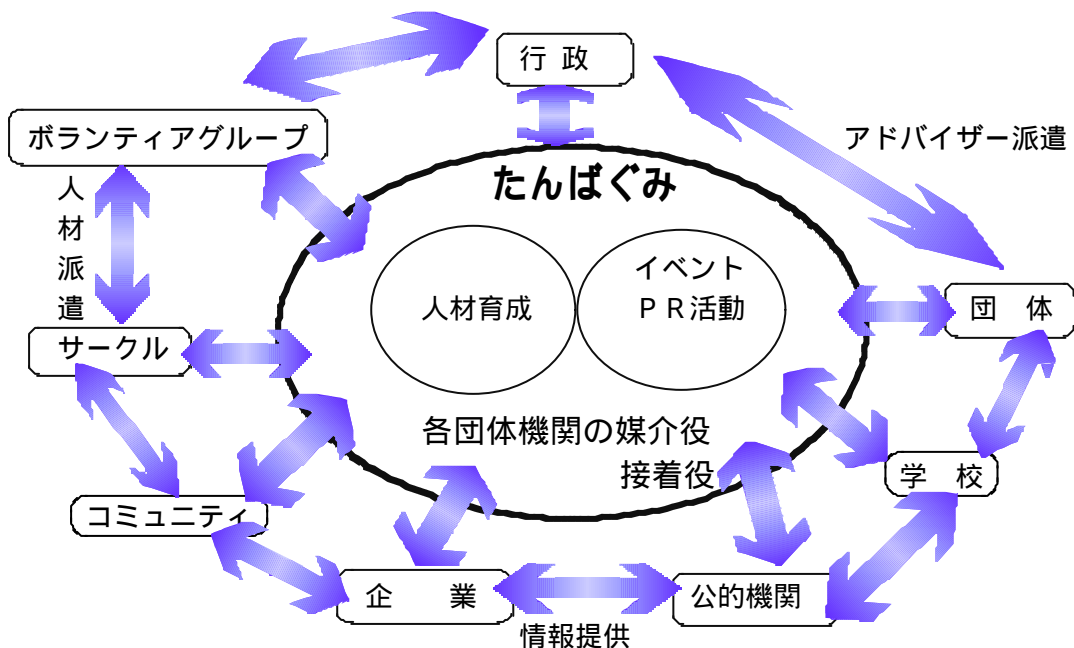 行 政
ボランティアグループ
アドバイザー派遣
たんばぐみ
人材派遣
イベント
ＰＲ活動
人材育成
団　体
サークル
各団体機関の媒介役
接着役
学　校
コミュニティ
企　　業
公的機関
情報提供